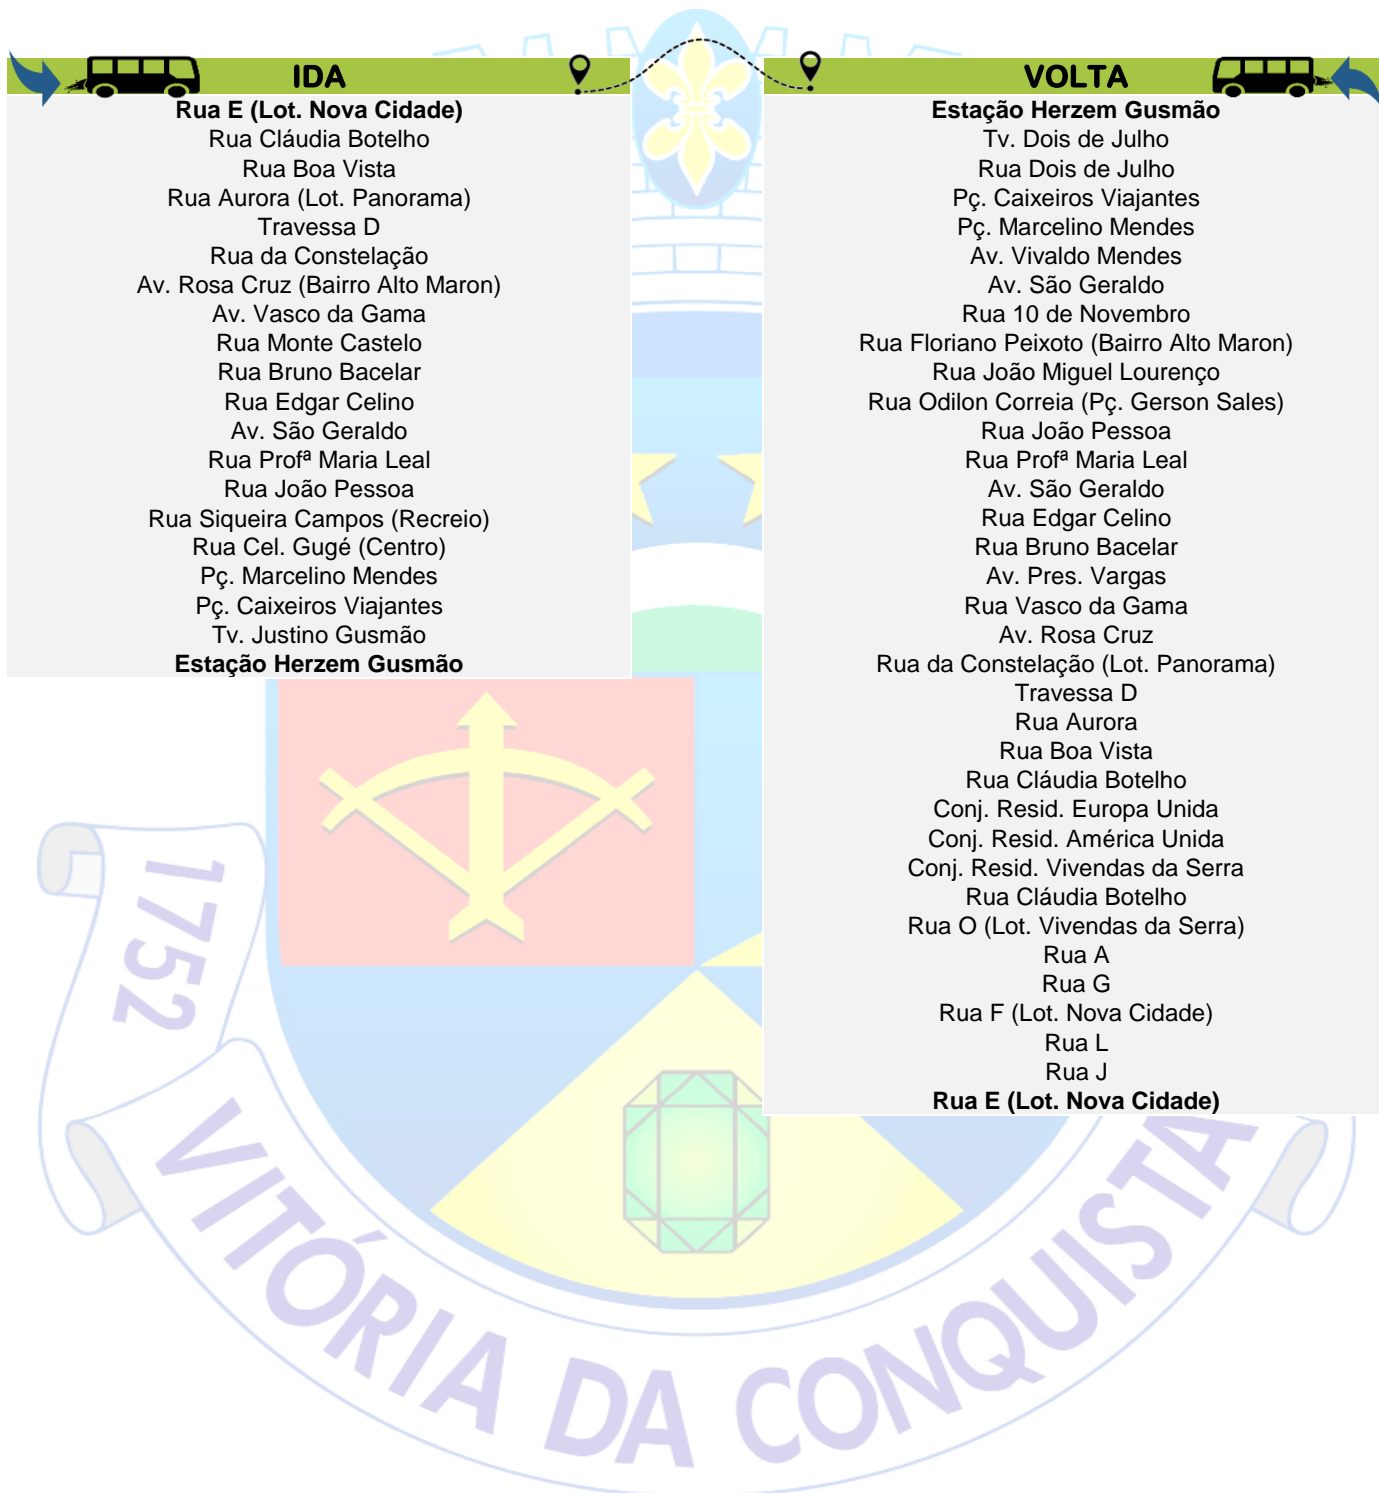 IDA
Rua E (Lot. Nova Cidade)
Rua Cláudia Botelho
Rua Boa Vista
Rua Aurora (Lot. Panorama)
Travessa D
Rua da Constelação
Av. Rosa Cruz (Bairro Alto Maron)
Av. Vasco da Gama
Rua Monte Castelo
Rua Bruno Bacelar
Rua Edgar Celino
Av. São Geraldo
Rua Profª Maria Leal
Rua João Pessoa
Rua Siqueira Campos (Recreio)
Rua Cel. Gugé (Centro)
Pç. Marcelino Mendes
Pç. Caixeiros Viajantes
Tv. Justino Gusmão
Estação Herzem Gusmão
VOLTA
Estação Herzem Gusmão
Tv. Dois de Julho
Rua Dois de Julho
Pç. Caixeiros Viajantes
Pç. Marcelino Mendes
Av. Vivaldo Mendes
Av. São Geraldo
Rua 10 de Novembro
Rua Floriano Peixoto (Bairro Alto Maron)
Rua João Miguel Lourenço
Rua Odilon Correia (Pç. Gerson Sales)
Rua João Pessoa
Rua Profª Maria Leal
Av. São Geraldo
Rua Edgar Celino
Rua Bruno Bacelar
Av. Pres. Vargas
Rua Vasco da Gama
Av. Rosa Cruz
Rua da Constelação (Lot. Panorama)
Travessa D
Rua Aurora
Rua Boa Vista
Rua Cláudia Botelho
Conj. Resid. Europa Unida
Conj. Resid. América Unida
Conj. Resid. Vivendas da Serra
Rua Cláudia Botelho
Rua O (Lot. Vivendas da Serra)
Rua A
Rua G
Rua F (Lot. Nova Cidade)
Rua L
Rua J
Rua E (Lot. Nova Cidade)
1752
VITÓRIA DA CONQUISTA